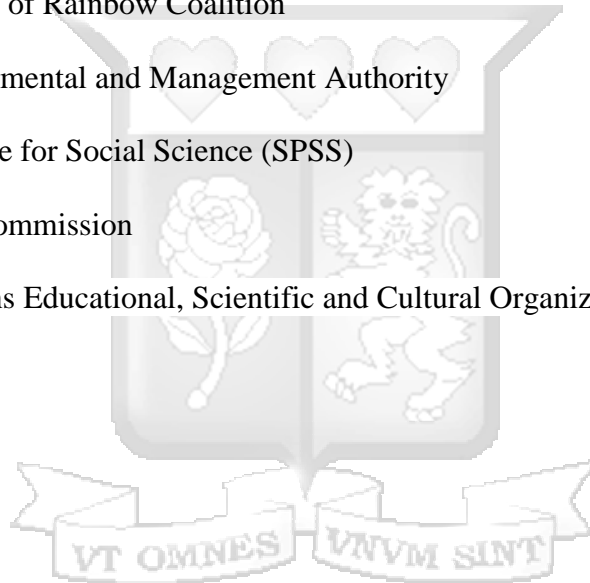 of Rainbow Coalition
mental and Management Authority
e for Social Science (SPSS)
ommission
ns Educational, Scientific and Cultural Organiz
VT OMNES VNVM SINT